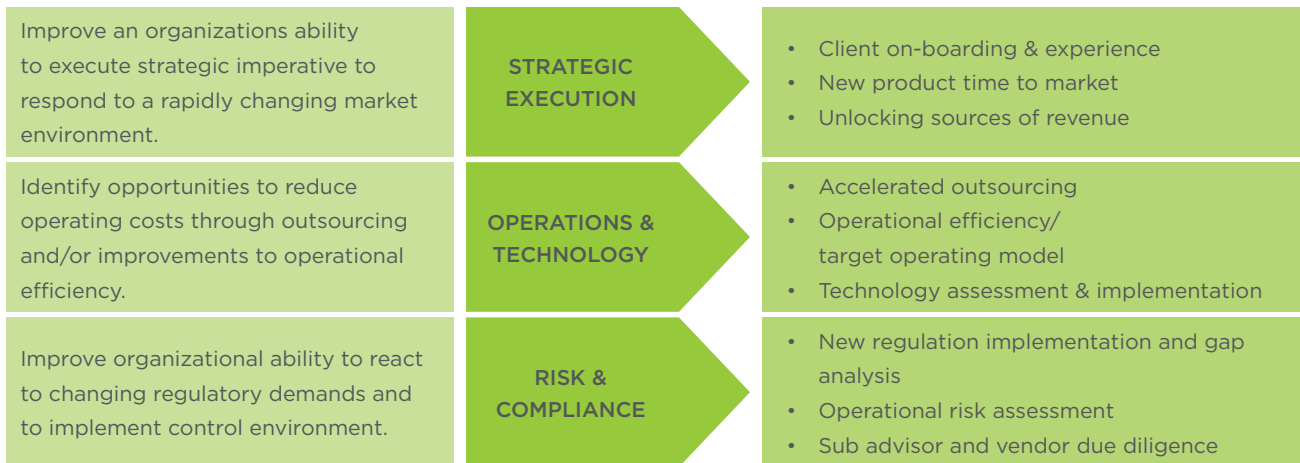 Improve an organizations ability
to execute strategic imperative to
respond to a rapidly changing market
environment.
STRATEGIC
EXECUTION
• Client on-boarding & experience
• New product time to market
• Unlocking sources of revenue
Identify opportunities to reduce
operating costs through outsourcing
and/or improvements to operational
efficiency.
OPERATIONS &
TECHNOLOGY
• Accelerated outsourcing
• Operational efficiency/
target operating model
• Technology assessment & implementation
Improve organizational ability to react
to changing regulatory demands and
to implement control environment.
RISK &
COMPLIANCE
• New regulation implementation and gap
analysis
• Operational risk assessment
• Sub advisor and vendor due diligence